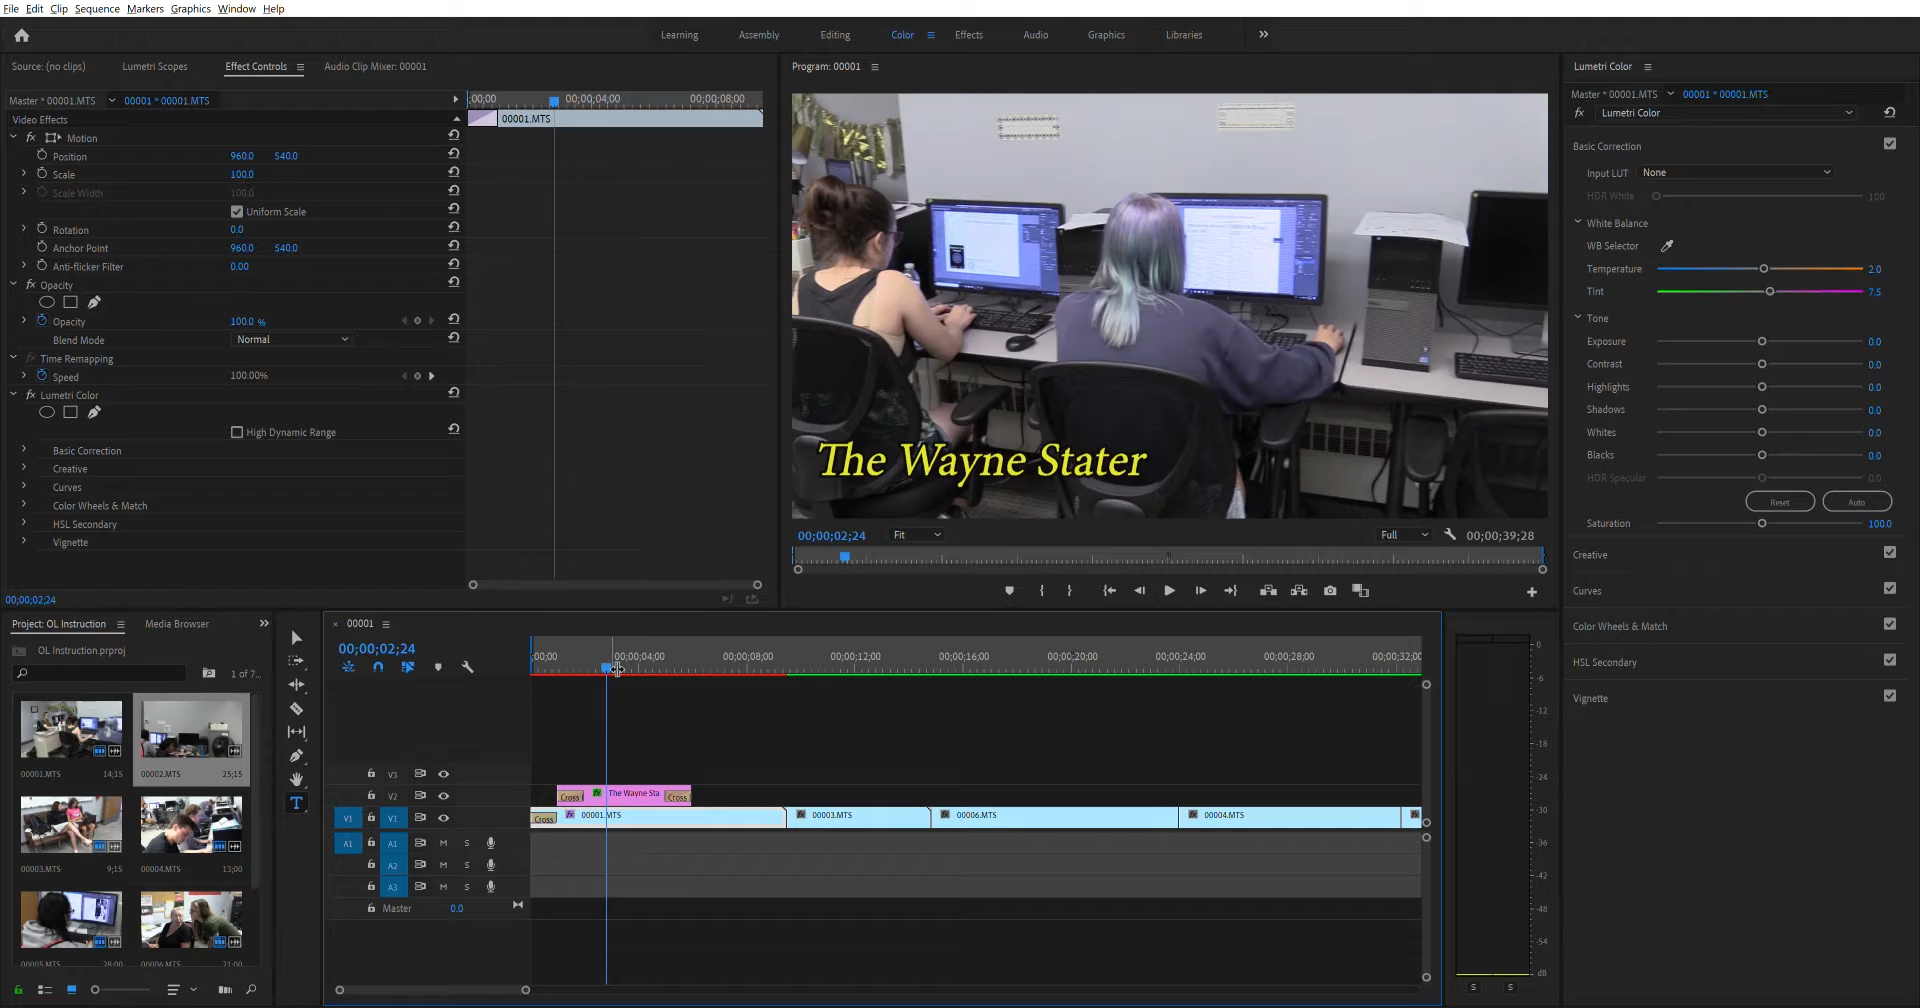 File Edit Clip Sequence Markers Graphics Window Help
Learning Assembly Editing Color Effects Audio Graphics Libraries
Source: (no clips) Lumetri Scopes Effect Controls Audio Clip Mixer: 00001
Master * 00001.MTS 00001 * 00001.MTS
;00;00 00;00;04;00 00;00;08;00
Video Effects
00001.MTS
fx Motion
Position 960.0 540.0
Scale 100.0
Scale Width 100.0
Uniform Scale
Rotation 0.0
Anchor Point 960.0 540.0
Anti-flicker Filter 0.00
fx Opacity
Opacity 100.0 %
Blend Mode Normal
fx Time Remapping
Speed 100.00%
fx Lumetri Color
High Dynamic Range
Basic Correction
Creative
Curves
Color Wheels & Match
HSL Secondary
Vignette
00;00;02;24
Program: 00001
The Wayne Stater
00;00;02;24 Fit Full 00;00;39;28
Lumetri Color
Master * 00001.MTS 00001 * 00001.MTS
fx Lumetri Color
Basic Correction
Input LUT None
HDR White 100
White Balance
WB Selector
Temperature 2.0
Tint 7.5
Tone
Exposure 0.0
Contrast 0.0
Highlights 0.0
Shadows 0.0
Whites 0.0
Blacks 0.0
HDR Specular 0.0
Reset Auto
Saturation 100.0
Creative
Curves
Color Wheels & Match
HSL Secondary
Vignette
Project: OL Instruction Media Browser
OL Instruction.prproj
1 of 7...
00001.MTS 14;15
00002.MTS 25;15
00003.MTS 9;15
00004.MTS 13;00
00005.MTS 28;00
00006.MTS 21;00
00001
00;00;02;24
;00;00 00;00;04;00 00;00;08;00 00;00;12;00 00;00;16;00 00;00;20;00 00;00;24;00 00;00;28;00 00;00;32;00
V3
V2
Cross fx The Wayne Sta Cross
V1 V1
Cross fx 00001.MTS fx 00003.MTS fx 00006.MTS fx 00004.MTS fx
A1 A1 M S
A2 M S
A3 M S
Master 0.0
0
-6
-12
-18
-24
-30
-36
-42
-48
-54
dB
S S